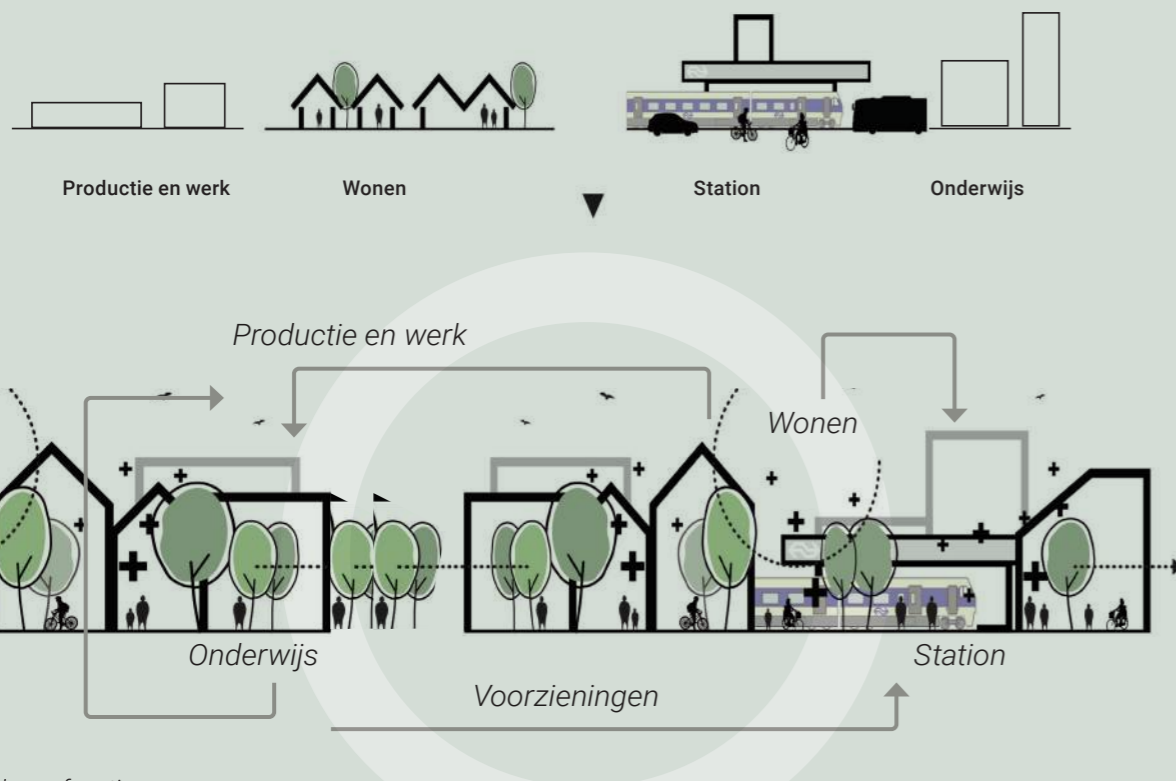 Productie en werk
Wonen
Station
Onderwijs
Productie en werk
Wonen
Onderwijs
Station
Voorzieningen